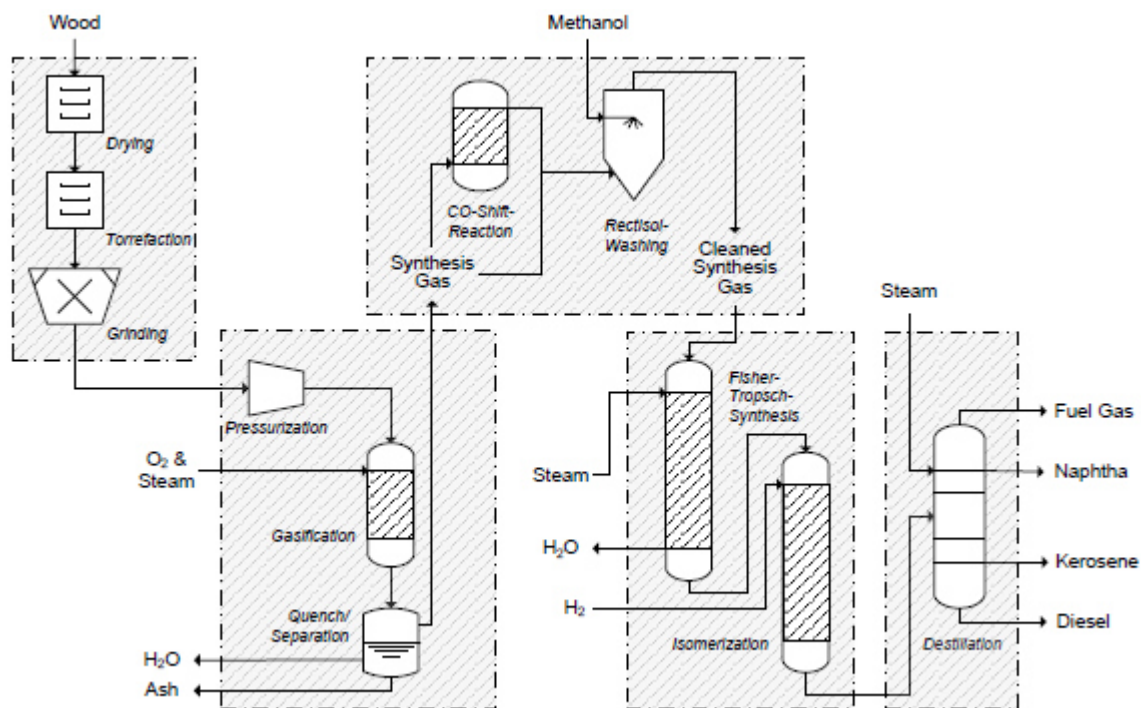 Wood
Drying
Torrefaction
Grinding
Methanol
CO-Shift-
Reaction
Rectisol-
Washing
Synthesis
Gas
Cleaned
Synthesis
Gas
Pressurization
O₂ &
Steam
Gasification
Quench/
Separation
H₂O
Ash
Fisher-
Tropsch-
Synthesis
Steam
H₂O
H₂
Isomerization
Steam
Fuel Gas
Naphtha
Kerosene
Diesel
Destillation